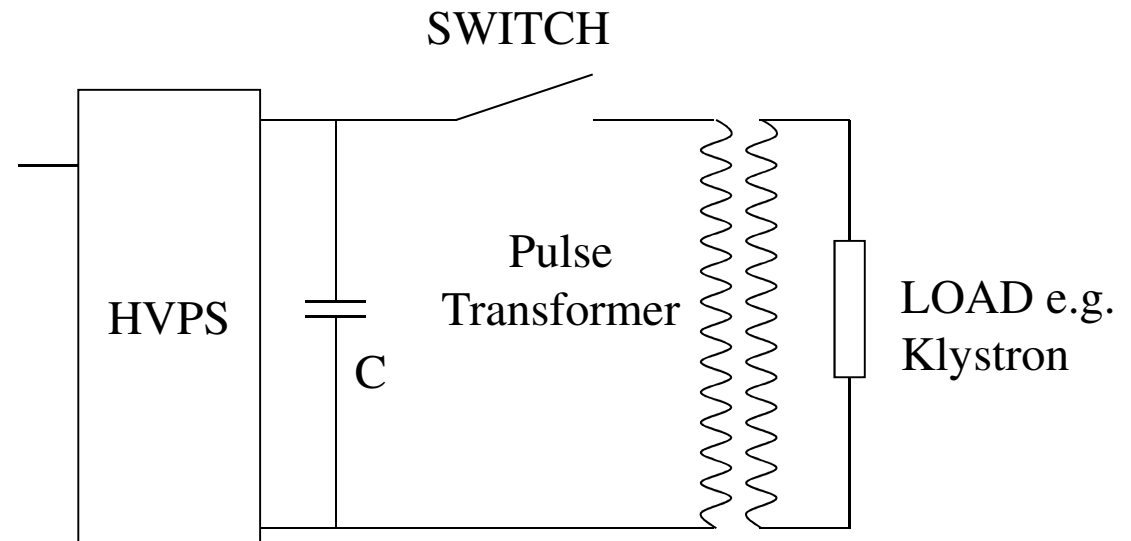 SWITCH
Pulse
Transformer
HVPS
C
LOAD e.g.
Klystron